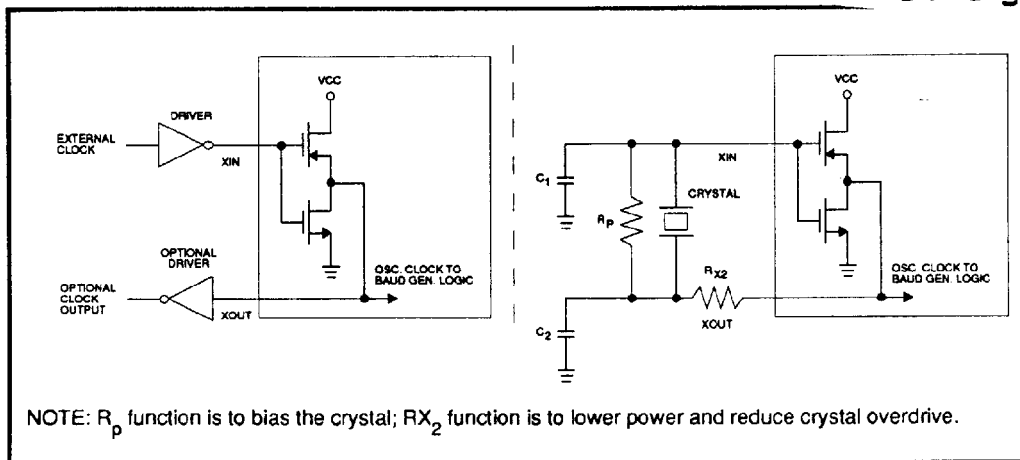 VCC
DRIVER
EXTERNAL
CLOCK
XIN
OPTIONAL
DRIVER
OPTIONAL
CLOCK
OUTPUT
XOUT
OSC. CLOCK TO
BAUD GEN. LOGIC
VCC
XIN
C1
CRYSTAL
RP
RX2
XOUT
C2
OSC. CLOCK TO
BAUD GEN. LOGIC
NOTE: Rp function is to bias the crystal; RX2 function is to lower power and reduce crystal overdrive.